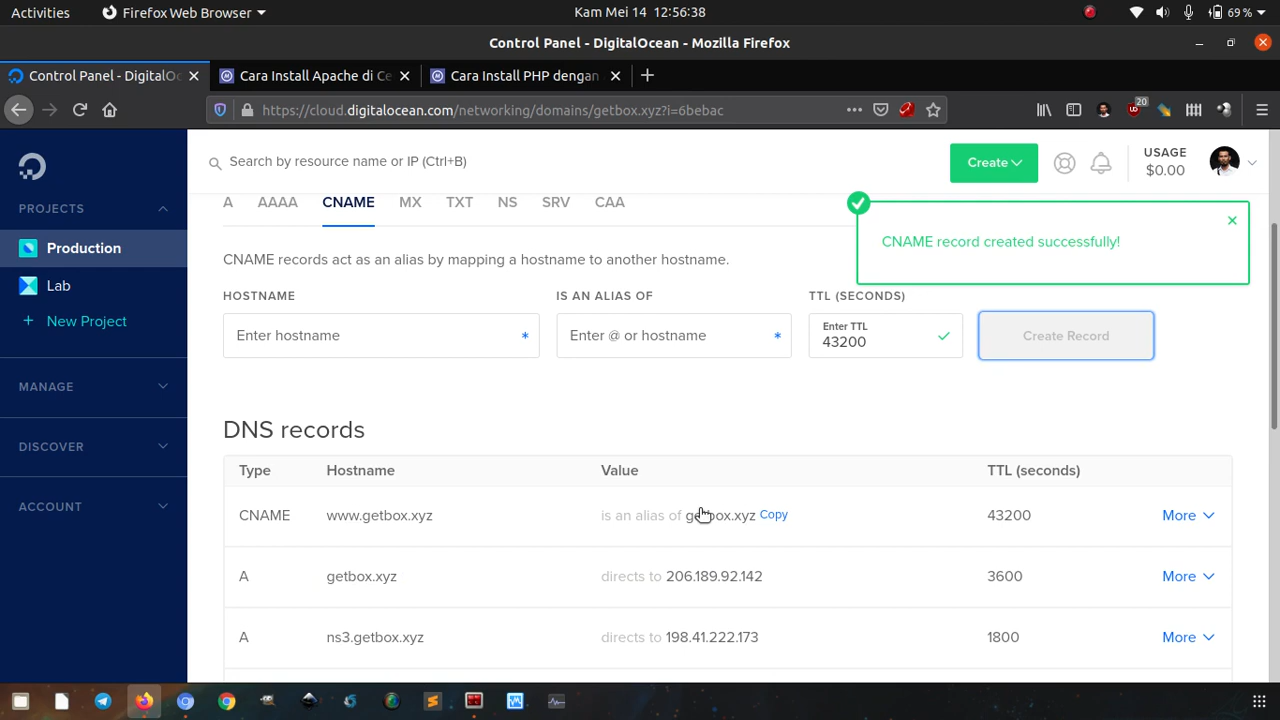 Activities
Firefox Web Browser
Kam Mei 14 12:56:38
69 %
Control Panel - DigitalOcean - Mozilla Firefox
Control Panel - DigitalOc
Cara Install Apache di Ce
Cara Install PHP dengan
https://cloud.digitalocean.com/networking/domains/getbox.xyz?i=6bebac
20
Search by resource name or IP (Ctrl+B)
Create
USAGE
$0.00
PROJECTS
Production
Lab
+ New Project
MANAGE
DISCOVER
ACCOUNT
A AAAA CNAME MX TXT NS SRV CAA
CNAME record created successfully!
CNAME records act as an alias by mapping a hostname to another hostname.
HOSTNAME
IS AN ALIAS OF
TTL (SECONDS)
Enter hostname *
Enter @ or hostname *
Enter TTL
43200
Create Record
DNS records
Type Hostname Value TTL (seconds)
CNAME www.getbox.xyz is an alias of getbox.xyz Copy 43200 More
A getbox.xyz directs to 206.189.92.142 3600 More
A ns3.getbox.xyz directs to 198.41.222.173 1800 More